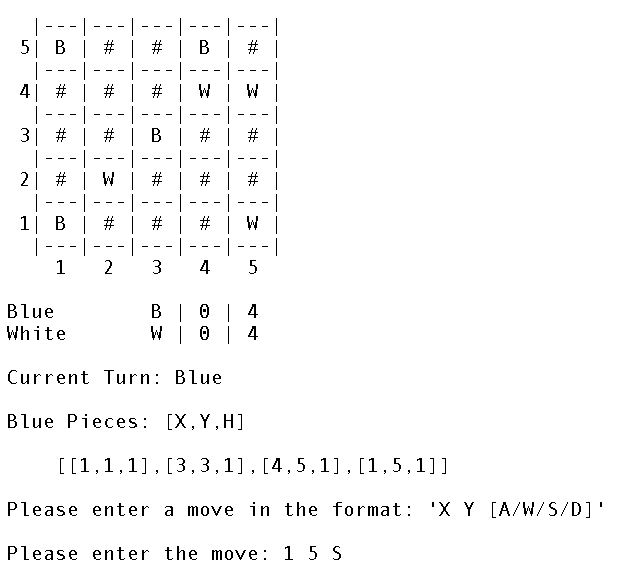 |---|---|---|---|---|
5| B | # | # | B | # |
|---|---|---|---|---|
4| # | # | # | W | W |
|---|---|---|---|---|
3| # | # | B | # | # |
|---|---|---|---|---|
2| # | W | # | # | # |
|---|---|---|---|---|
1| B | # | # | # | W |
|---|---|---|---|---|
1 2 3 4 5
Blue B | 0 | 4
White W | 0 | 4
Current Turn: Blue
Blue Pieces: [X,Y,H]
[[1,1,1],[3,3,1],[4,5,1],[1,5,1]]
Please enter a move in the format: 'X Y [A/W/S/D]'
Please enter the move: 1 5 S